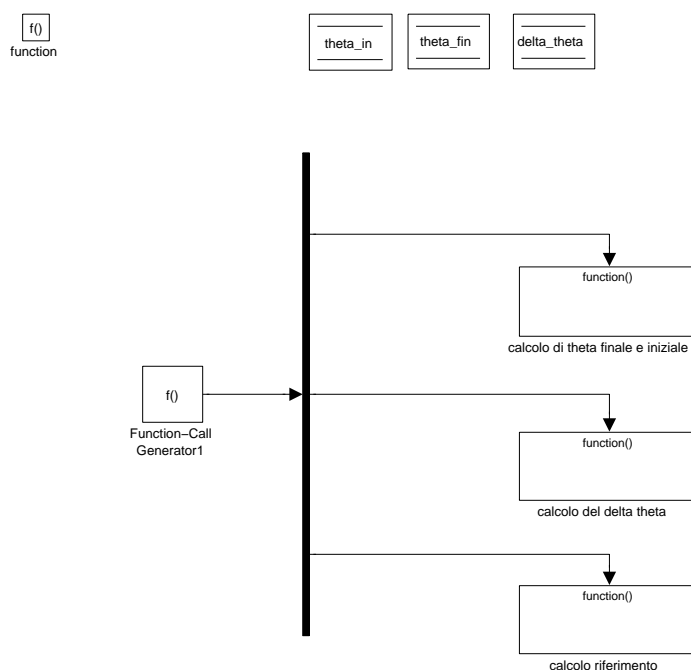 f()
function
theta_in
theta_fin
delta_theta
function()
calcolo di theta finale e iniziale
f()
Function−Call
Generator1
function()
calcolo del delta theta
function()
calcolo riferimento